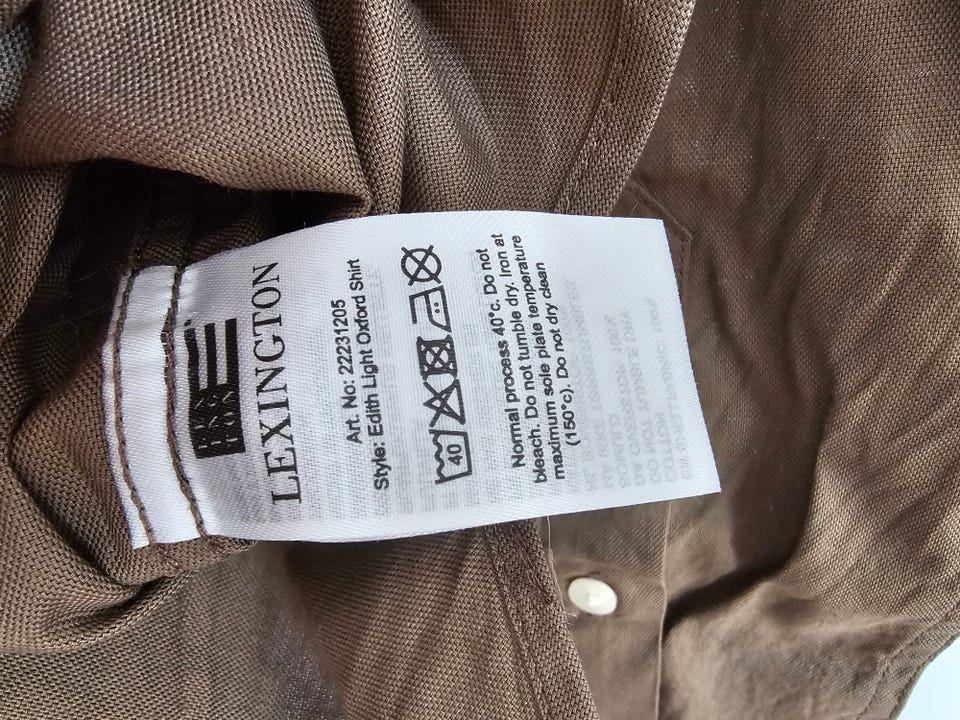 LEXINGTON
Art. No: 22231205
Style: Edith Light Oxford Shirt
40
Normal process 40°c. Do not
bleach. Do not tumble dry. Iron at
maximum sole plate temperature
(150°c). Do not dry clean